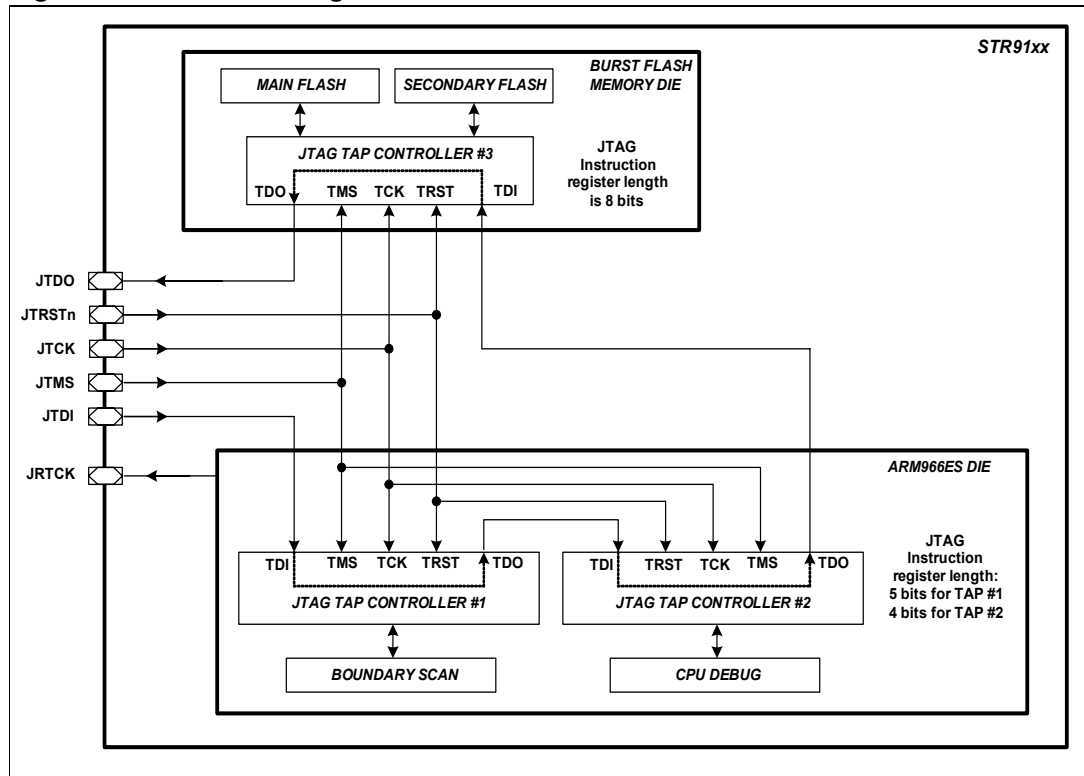 STR91xx
BURST FLASH
MEMORY DIE
MAIN FLASH
SECONDARY FLASH
JTAG TAP CONTROLLER #3
TDO TMS TCK TRST TDI
JTAG
Instruction
register length
is 8 bits
JTDO
JTRSTn
JTCK
JTMS
JTDI
JRTCK
ARM966ES DIE
TDI TMS TCK TRST TDO
JTAG TAP CONTROLLER #1
BOUNDARY SCAN
TDI TRST TCK TMS TDO
JTAG TAP CONTROLLER #2
CPU DEBUG
JTAG
Instruction
register length:
5 bits for TAP #1
4 bits for TAP #2